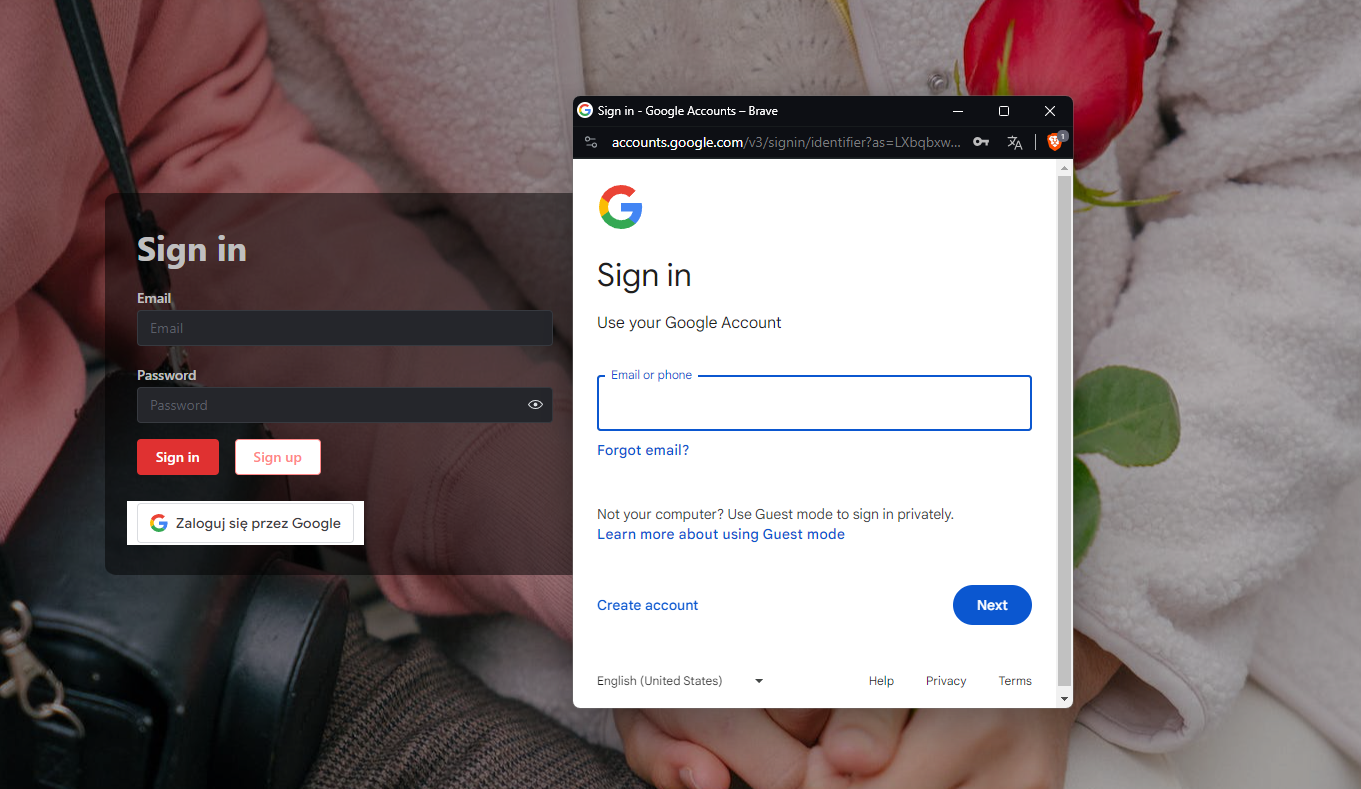 Sign in
Email
Email
Password
Password
Sign in
Sign up
Zaloguj się przez Google
Sign in - Google Accounts – Brave
accounts.google.com/v3/signin/identifier?as=LXbqbxw...
1
Sign in
Use your Google Account
Email or phone
Forgot email?
Not your computer? Use Guest mode to sign in privately.
Learn more about using Guest mode
Create account
Next
English (United States)
Help
Privacy
Terms